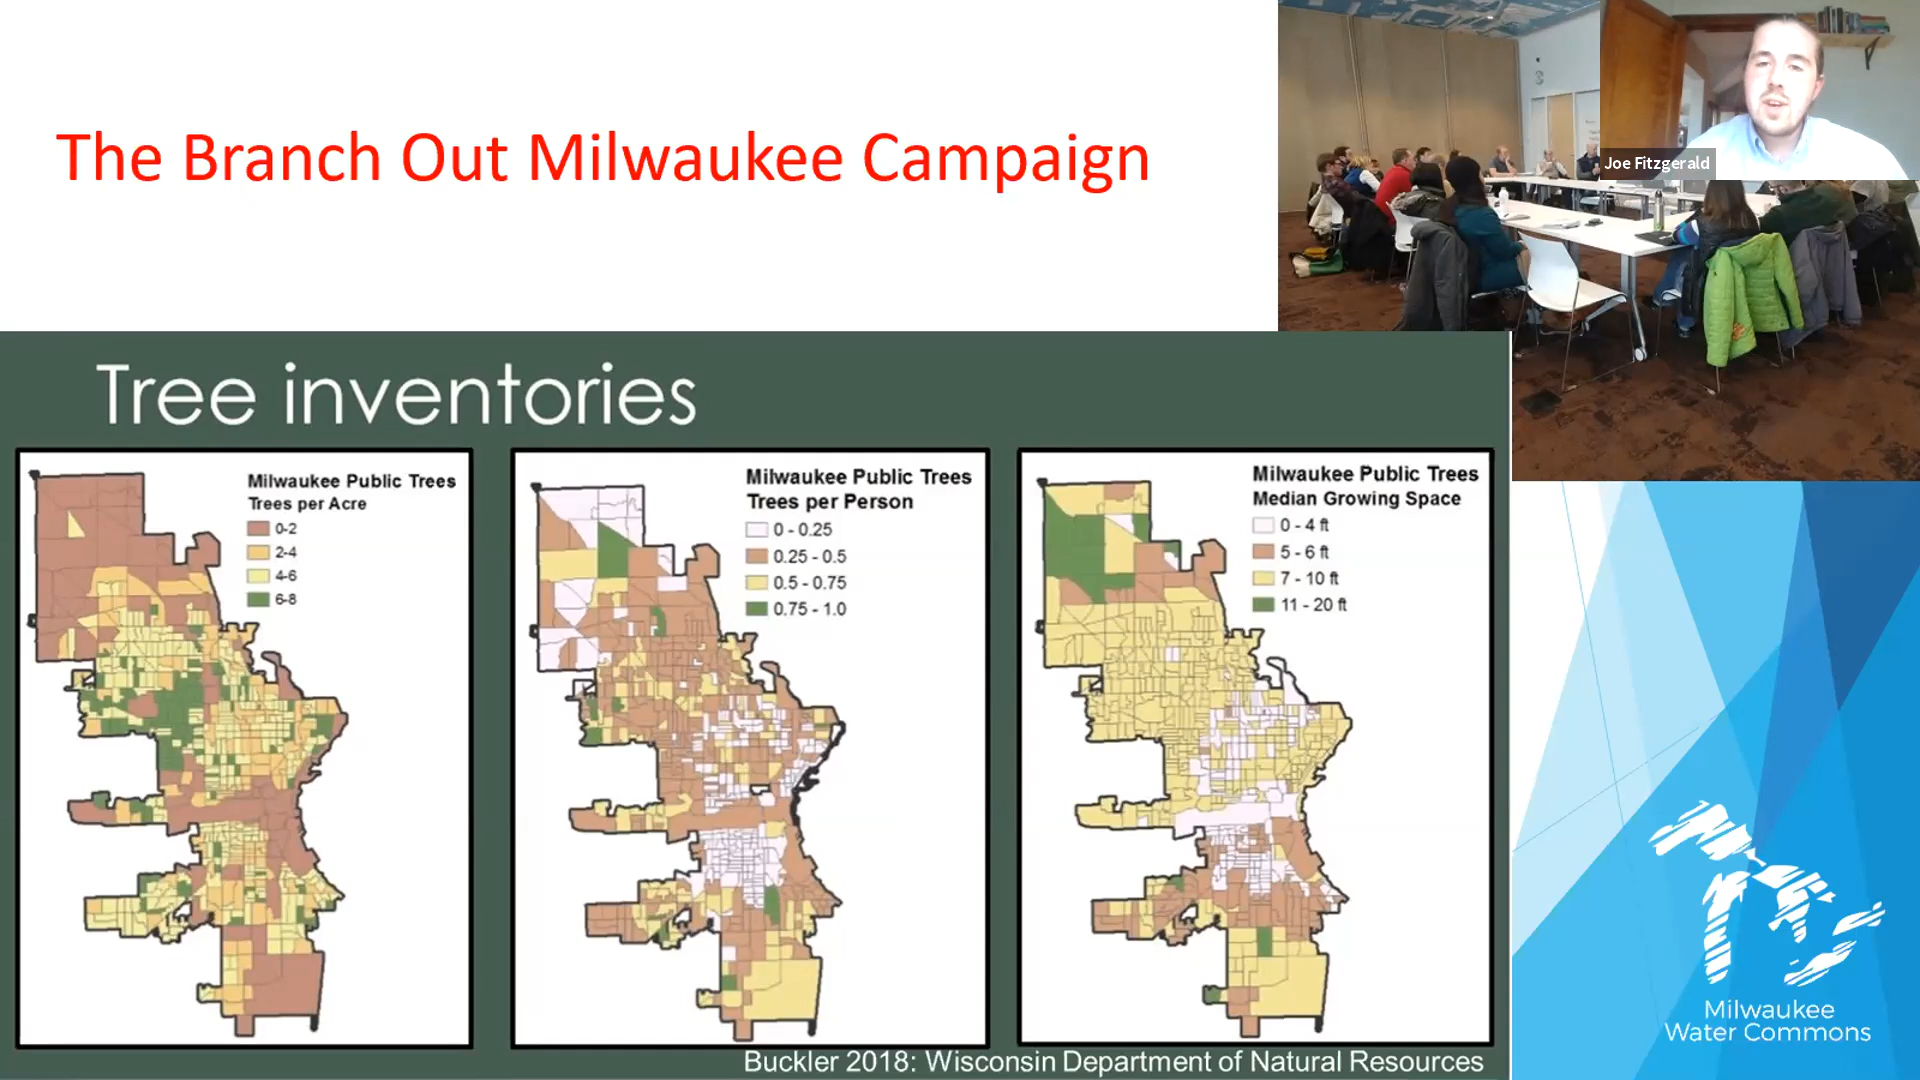 The Branch Out Milwaukee Campaign
Joe Fitzgerald
Tree inventories
Milwaukee Public Trees
Trees per Acre
0-2
2-4
4-6
6-8
Milwaukee Public Trees
Trees per Person
0 - 0.25
0.25 - 0.5
0.5 - 0.75
0.75 - 1.0
Milwaukee Public Trees
Median Growing Space
0 - 4 ft
5 - 6 ft
7 - 10 ft
11 - 20 ft
Buckler 2018: Wisconsin Department of Natural Resources
Milwaukee
Water Commons